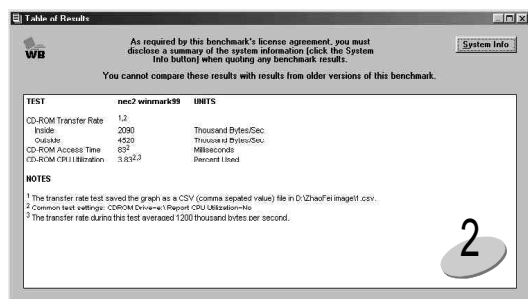 Table of Results
WB
As required by this benchmark's license agreement, you must
disclose a summary of the system information (click the System
Info button) when quoting any benchmark results.
System Info
You cannot compare these results with results from older versions of this benchmark.
TEST nec2 winmark99 UNITS
CD-ROM Transfer Rate 1,2
Inside 2090 Thousand Bytes/Sec
Outside 4520 Thousand Bytes/Sec
CD-ROM Access Time 83 2 Milliseconds
CD-ROM CPU Utilization 3.83 2,3 Percent Used
NOTES
1 The transfer rate test saved the graph as a CSV (comma sepated value) file in D:\ZhaoFei image\1.csv.
2 Common test settings: CDROM Drive=e:\ Report CPU Utilization=No
3 The transfer rate during this test averaged 1200 thousand bytes per second.
2